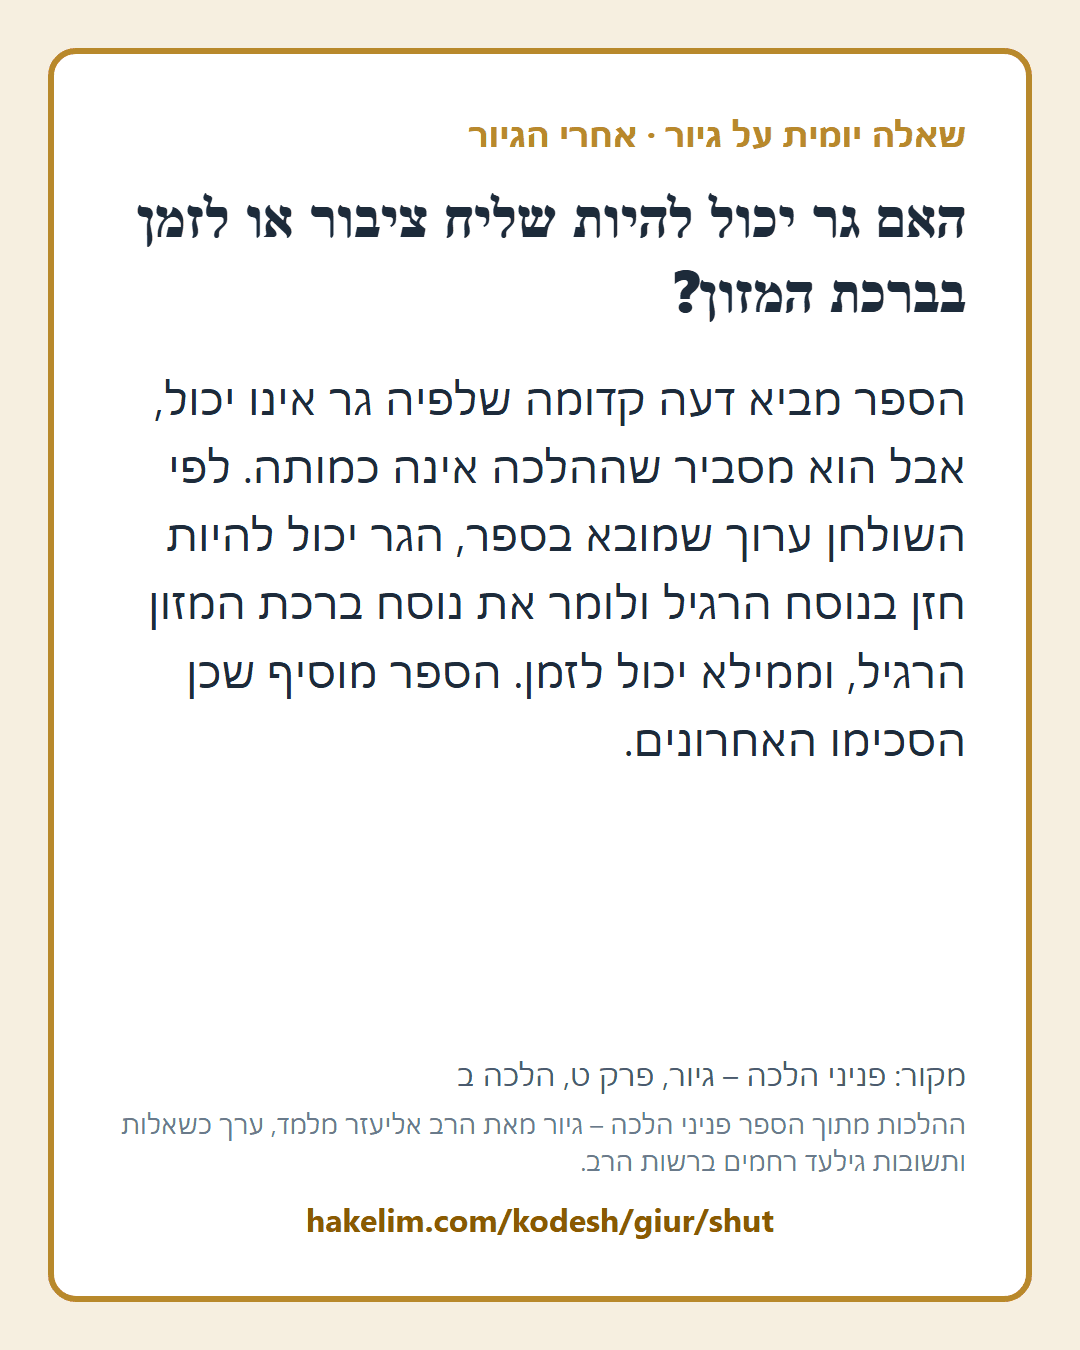 שאלה יומית על גיור · אחרי הגיור
האם גר יכול להיות שליח ציבור או לזמן
בברכת המזון?
הספר מביא דעה קדומה שלפיה גר אינו יכול,
אבל הוא מסביר שההלכה אינה כמותה. לפי
השולחן ערוך שמובא בספר, הגר יכול להיות
חזן בנוסח הרגיל ולומר את נוסח ברכת המזון
הרגיל, וממילא יכול לזמן. הספר מוסיף שכן
הסכימו האחרונים.
מקור: פניני הלכה – גיור, פרק ט, הלכה ב
ההלכות מתוך הספר פניני הלכה – גיור מאת הרב אליעזר מלמד, ערך כשאלות
ותשובות גילעד רחמים ברשות הרב.
hakelim.com/kodesh/giur/shut